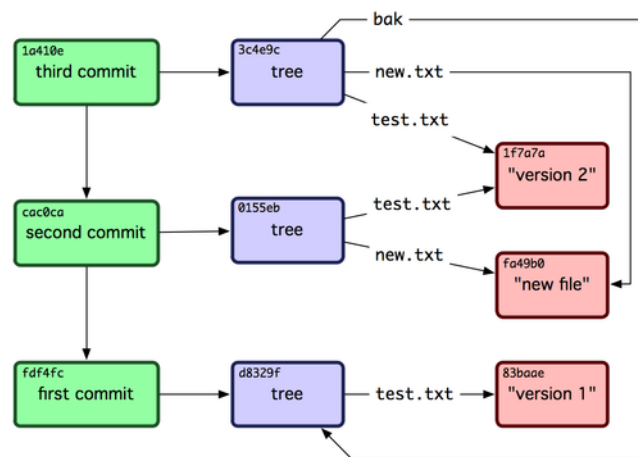 bak
1a410e
third commit
3c4e9c
tree
new.txt
test.txt
1f7a7a
"version 2"
cac0ca
second commit
0155eb
tree
test.txt
new.txt
fa49b0
"new file"
fdf4fc
first commit
d8329f
tree
test.txt
83baae
"version 1"